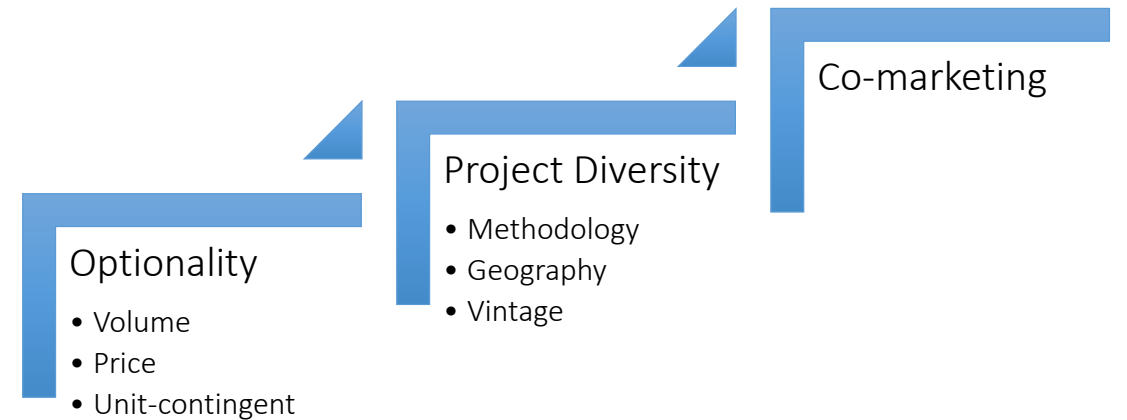 Optionality
• Volume
• Price
• Unit-contingent
Project Diversity
• Methodology
• Geography
• Vintage
Co-marketing